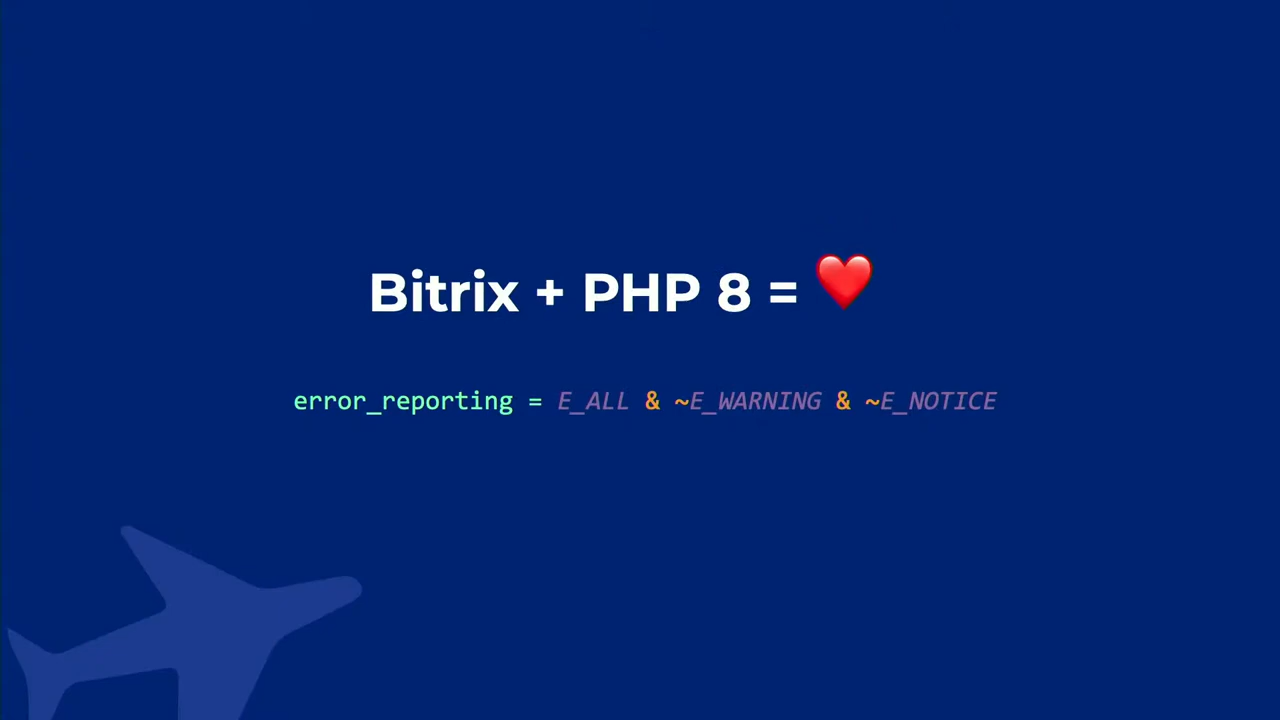 Bitrix + PHP 8 = ❤️
error_reporting = E_ALL & ~E_WARNING & ~E_NOTICE